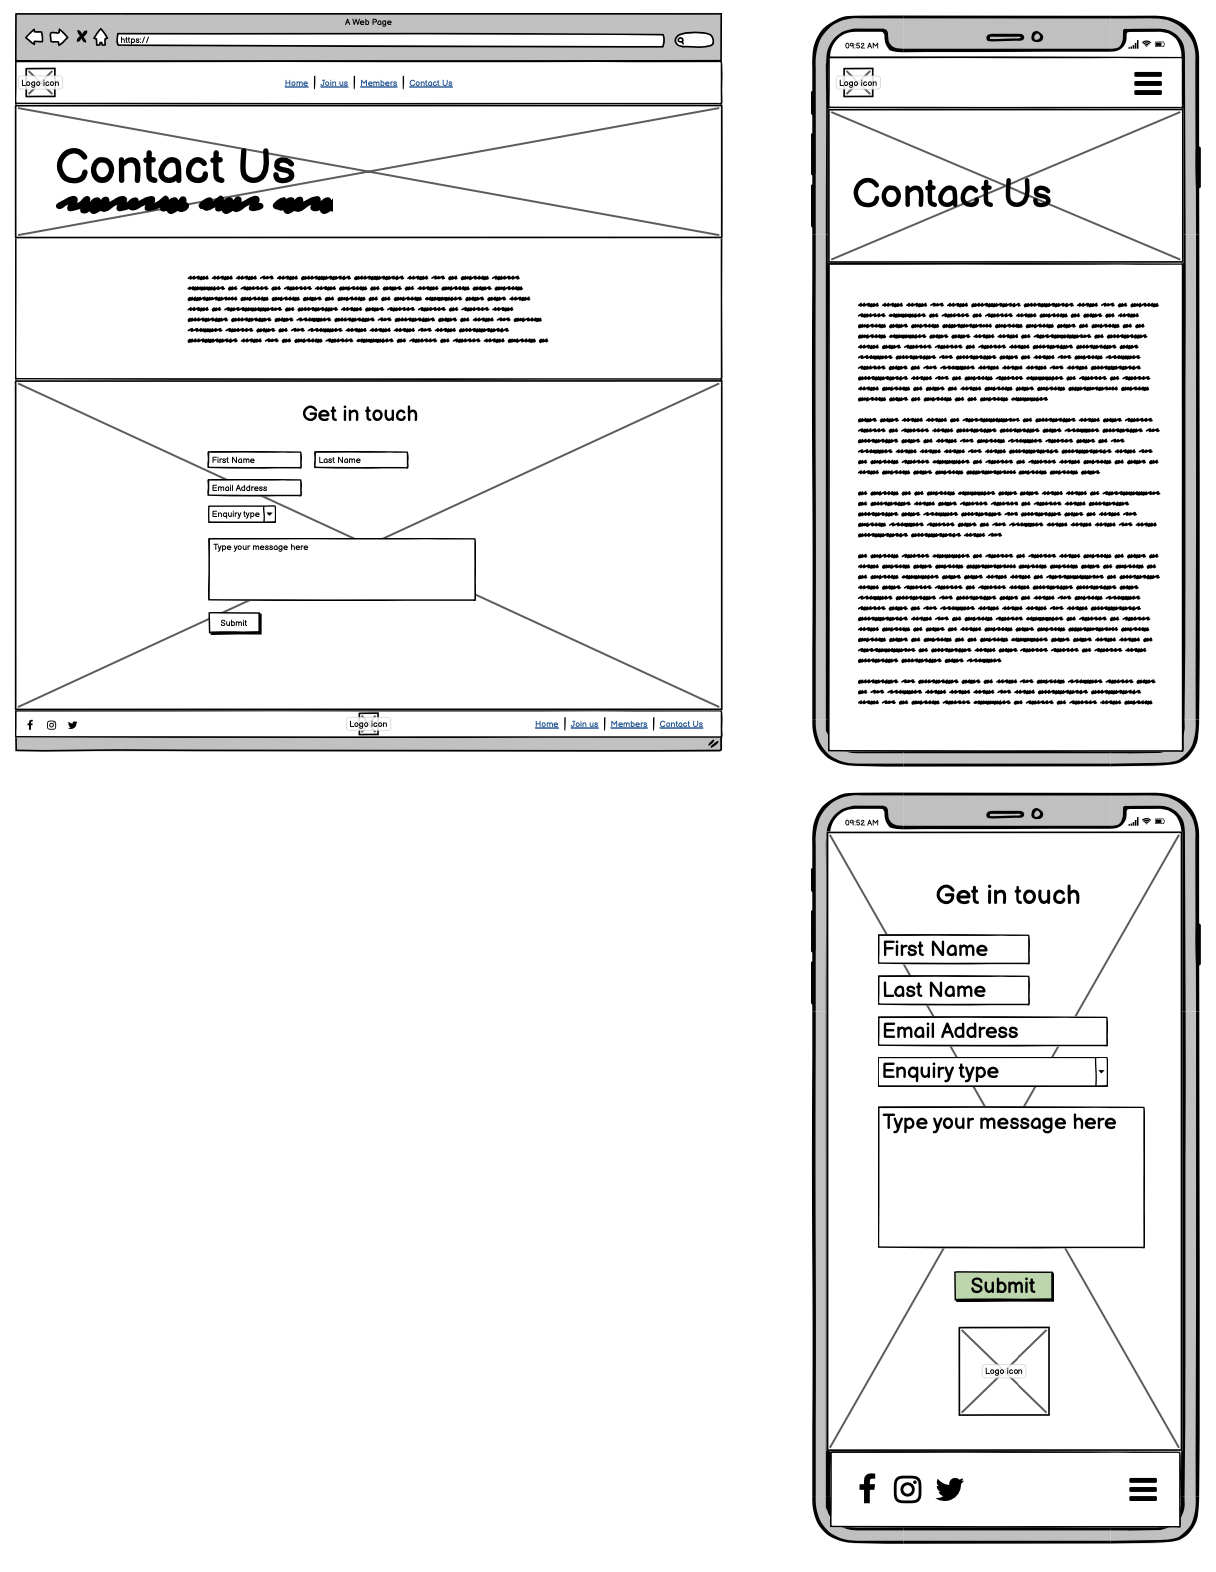 A Web Page
https://
Logo icon
Home | Join us | Members | Contact Us
Contact Us
Get in touch
First Name
Last Name
Email Address
Enquiry type
Type your message here
Submit
Logo icon
Home | Join us | Members | Contact Us
09:52 AM
Logo icon
Contact Us
09:52 AM
Get in touch
First Name
Last Name
Email Address
Enquiry type
Type your message here
Submit
Logo icon